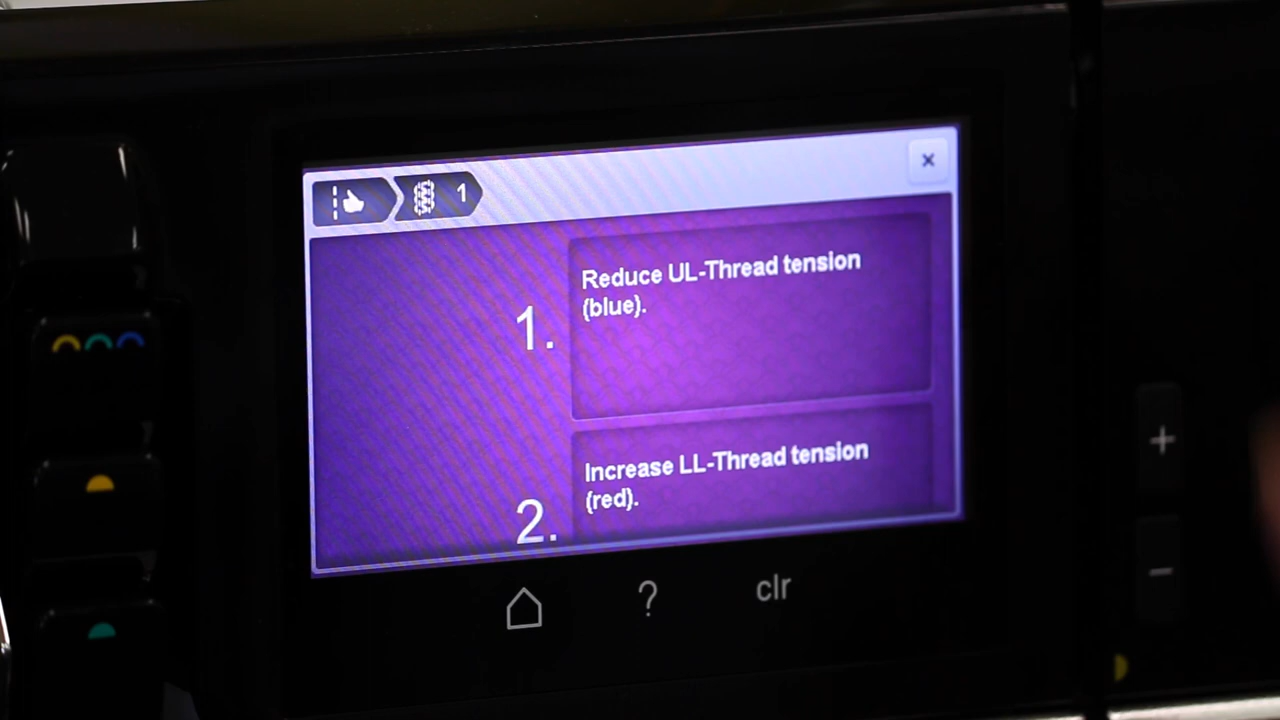 1
×
1.
Reduce UL-Thread tension
(blue).
2.
Increase LL-Thread tension
(red).
?
clr
+
−